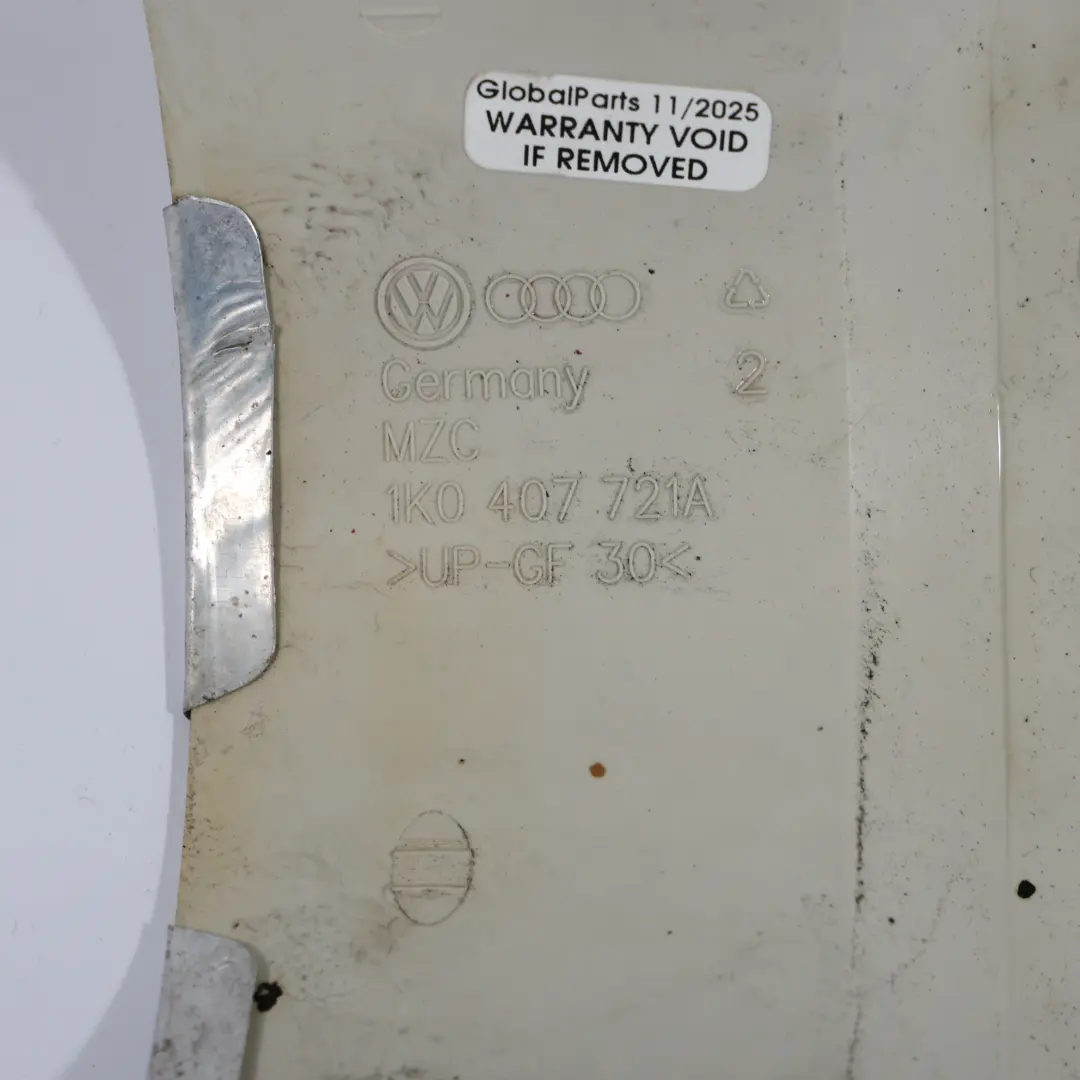 GlobalParts 11/2025
WARRANTY VOID
IF REMOVED
Germany 2
MZC
1K0 407 721A
>UP-GF 30<